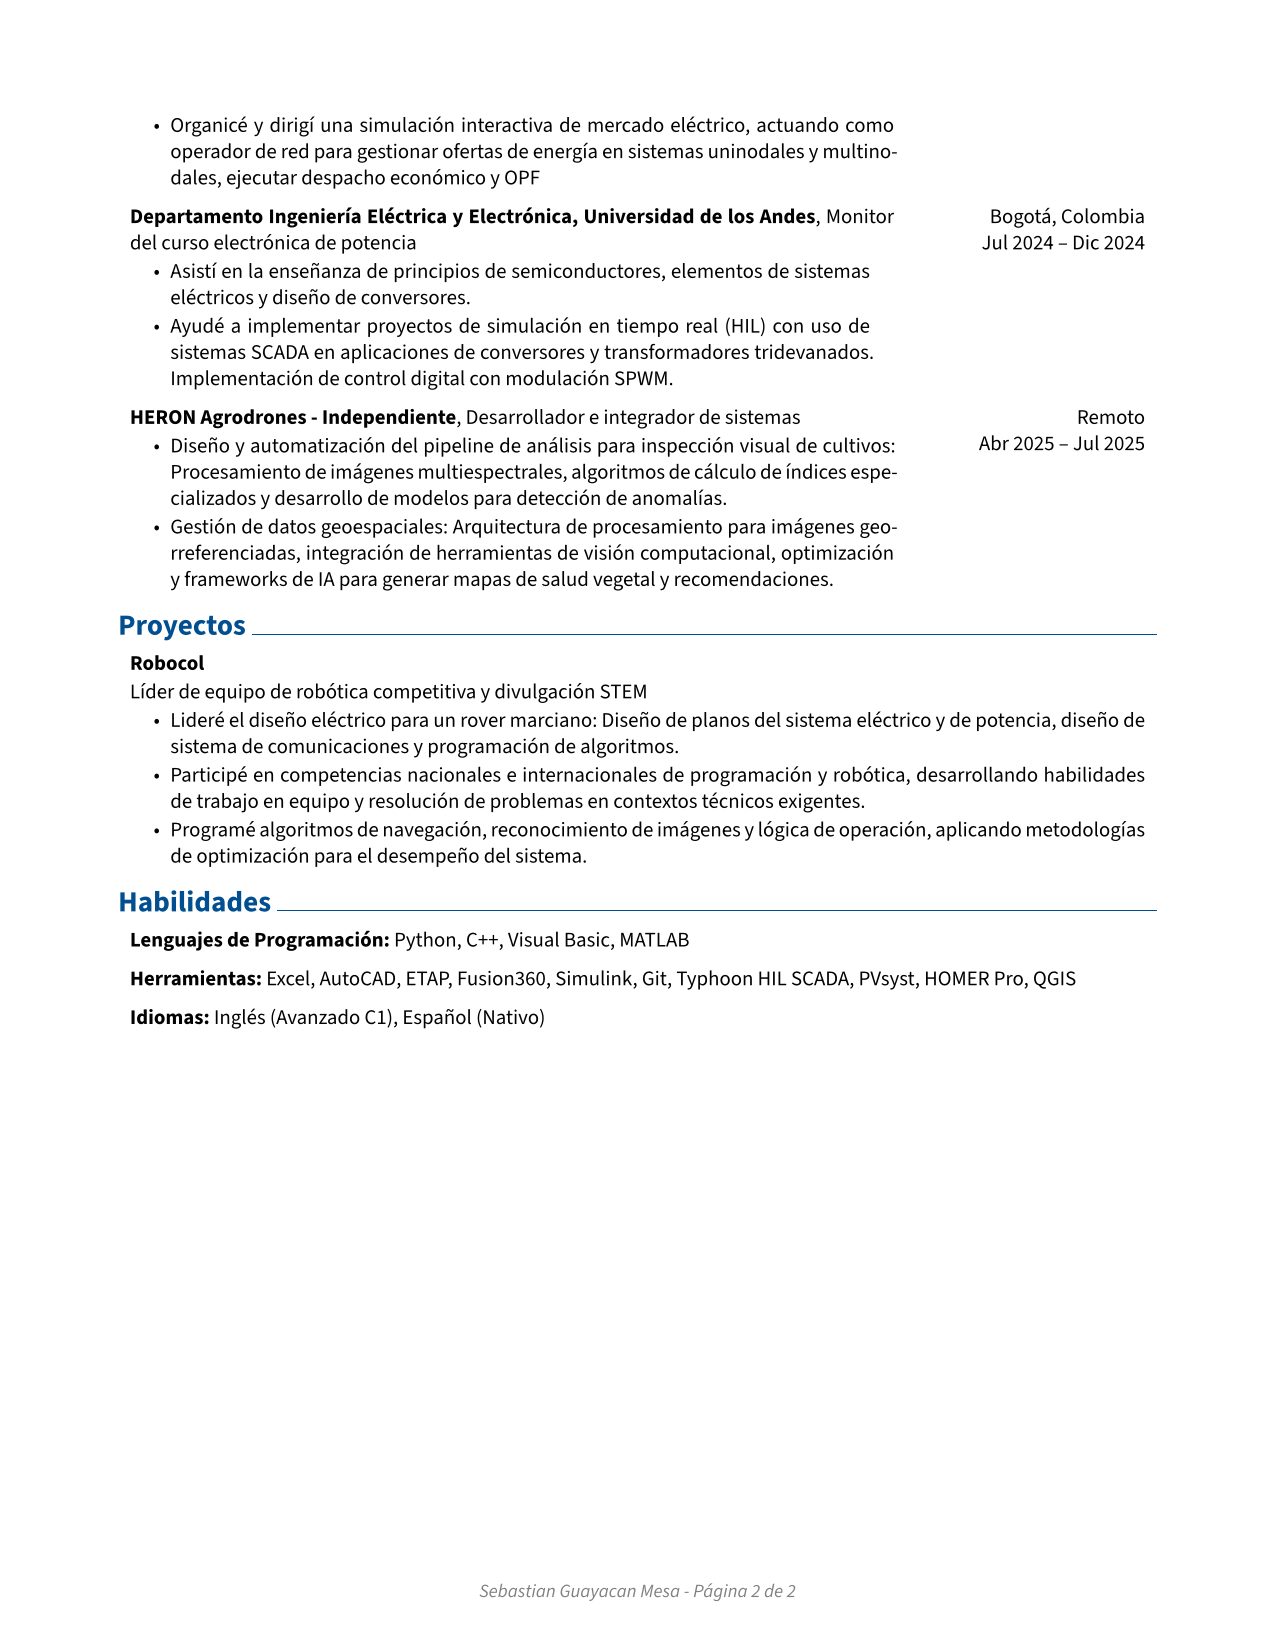 • Organicé y dirigí una simulación interactiva de mercado eléctrico, actuando como
operador de red para gestionar ofertas de energía en sistemas uninodales y multino-
dales, ejecutar despacho económico y OPF
Departamento Ingeniería Eléctrica y Electrónica, Universidad de los Andes, Monitor
del curso electrónica de potencia
Bogotá, Colombia
Jul 2024 – Dic 2024
• Asistí en la enseñanza de principios de semiconductores, elementos de sistemas
eléctricos y diseño de conversores.
• Ayudé a implementar proyectos de simulación en tiempo real (HIL) con uso de
sistemas SCADA en aplicaciones de conversores y transformadores tridevanados.
Implementación de control digital con modulación SPWM.
HERON Agrodrones - Independiente, Desarrollador e integrador de sistemas
Remoto
Abr 2025 – Jul 2025
• Diseño y automatización del pipeline de análisis para inspección visual de cultivos:
Procesamiento de imágenes multiespectrales, algoritmos de cálculo de índices espe-
cializados y desarrollo de modelos para detección de anomalías.
• Gestión de datos geoespaciales: Arquitectura de procesamiento para imágenes geo-
rreferenciadas, integración de herramientas de visión computacional, optimización
y frameworks de IA para generar mapas de salud vegetal y recomendaciones.
Proyectos
Robocol
Líder de equipo de robótica competitiva y divulgación STEM
• Lideré el diseño eléctrico para un rover marciano: Diseño de planos del sistema eléctrico y de potencia, diseño de
sistema de comunicaciones y programación de algoritmos.
• Participé en competencias nacionales e internacionales de programación y robótica, desarrollando habilidades
de trabajo en equipo y resolución de problemas en contextos técnicos exigentes.
• Programé algoritmos de navegación, reconocimiento de imágenes y lógica de operación, aplicando metodologías
de optimización para el desempeño del sistema.
Habilidades
Lenguajes de Programación: Python, C++, Visual Basic, MATLAB
Herramientas: Excel, AutoCAD, ETAP, Fusion360, Simulink, Git, Typhoon HIL SCADA, PVsyst, HOMER Pro, QGIS
Idiomas: Inglés (Avanzado C1), Español (Nativo)
Sebastian Guayacan Mesa - Página 2 de 2